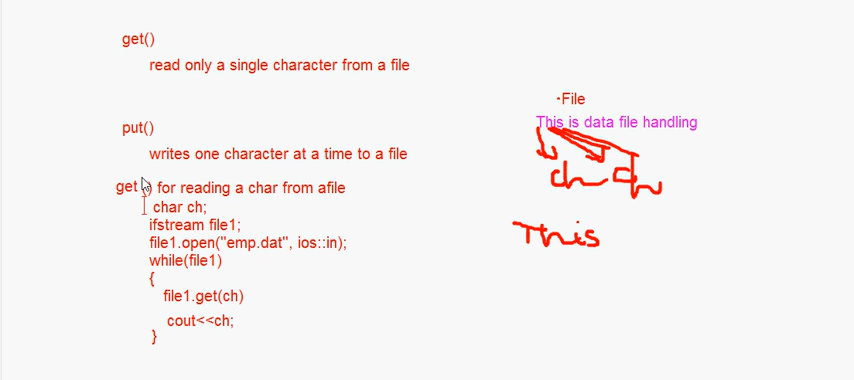 get()
read only a single character from a file
put()
writes one character at a time to a file
get () for reading a char from afile
char ch;
ifstream file1;
file1.open("emp.dat", ios::in);
while(file1)
{
file1.get(ch)
cout<<ch;
}
·File
This is data file handling
ch ch
This